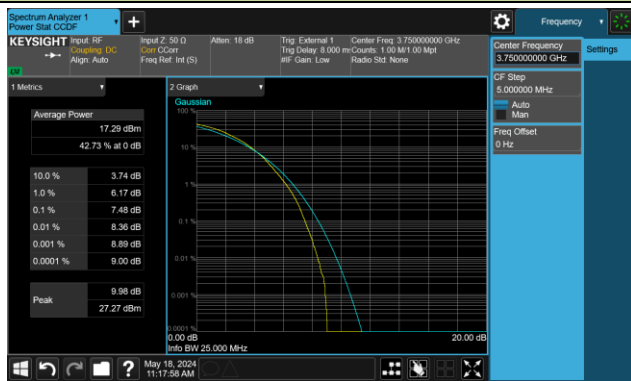 Spectrum Analyzer 1
Power Stat CCDF
Frequency
KEYSIGHT
Input: RF
Coupling: DC
Align: Auto
Input Z: 50 Ω
Corr CCorr
Freq Ref: Int (S)
Atten: 18 dB
Trig: External 1
Trig Delay: 8.000 m
#IF Gain: Low
Center Freq: 3.750000000 GHz
Counts: 1.00 M/1.00 Mpt
Radio Std: None
Center Frequency
3.750000000 GHz
Settings
CF Step
5.000000 MHz
Auto
Man
Freq Offset
0 Hz
1 Metrics
Average Power
17.29 dBm
42.73 % at 0 dB
10.0 % 3.74 dB
1.0 % 6.17 dB
0.1 % 7.48 dB
0.01 % 8.36 dB
0.001 % 8.89 dB
0.0001 % 9.00 dB
Peak
9.98 dB
27.27 dBm
2 Graph
Gaussian
100 %
10 %
1 %
0.1 %
0.01 %
0.001 %
0.0001 %
0.00 dB
20.00 dB
Info BW 25.000 MHz
?
May 18, 2024
11:17:58 AM